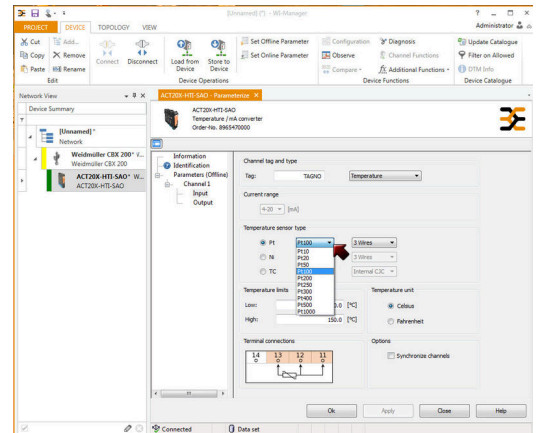 [Unnamed] (*) - WI-Manager
PROJECT DEVICE TOPOLOGY VIEW
Administrator
Cut
Copy
Paste
Add...
Remove
Rename
Edit
Connect
Disconnect
Load from Device
Store to Device
Set Offline Parameter
Set Online Parameter
Device Operations
Configuration
Observe
Compare
Diagnosis
Channel Functions
Additional Functions
Device Functions
Update Catalogue
Filter on Allowed
DTM Info
Device Catalogue
Network View
Device Summary
[Unnamed] *
Network
Weidmüller CBX 200* W...
Weidmüller CBX 200
ACT20X-HTI-SAO* W...
ACT20X-HTI-SAO
ACT20X-HTI-SAO - Parameterize
ACT20X-HTI-SAO
Temperature / mA converter
Order-No. 8965470000
Information
Identification
Parameters (Offline)
Channel 1
Input
Output
Channel tag and type
Tag: TAGNO Temperature
Current range
4-20 [mA]
Temperature sensor type
Pt Pt100 3 Wires
Ni 3 Wires
TC Internal CJC
Pt10
Pt20
Pt50
Pt100
Pt200
Pt250
Pt300
Pt400
Pt500
Pt1000
Temperature limits
Low: 0.0 [°C]
High: 150.0 [°C]
Temperature unit
Celsius
Fahrenheit
Terminal connections
14 13 12 11
Options
Synchronize channels
Ok Apply Close Help
Connected Data set